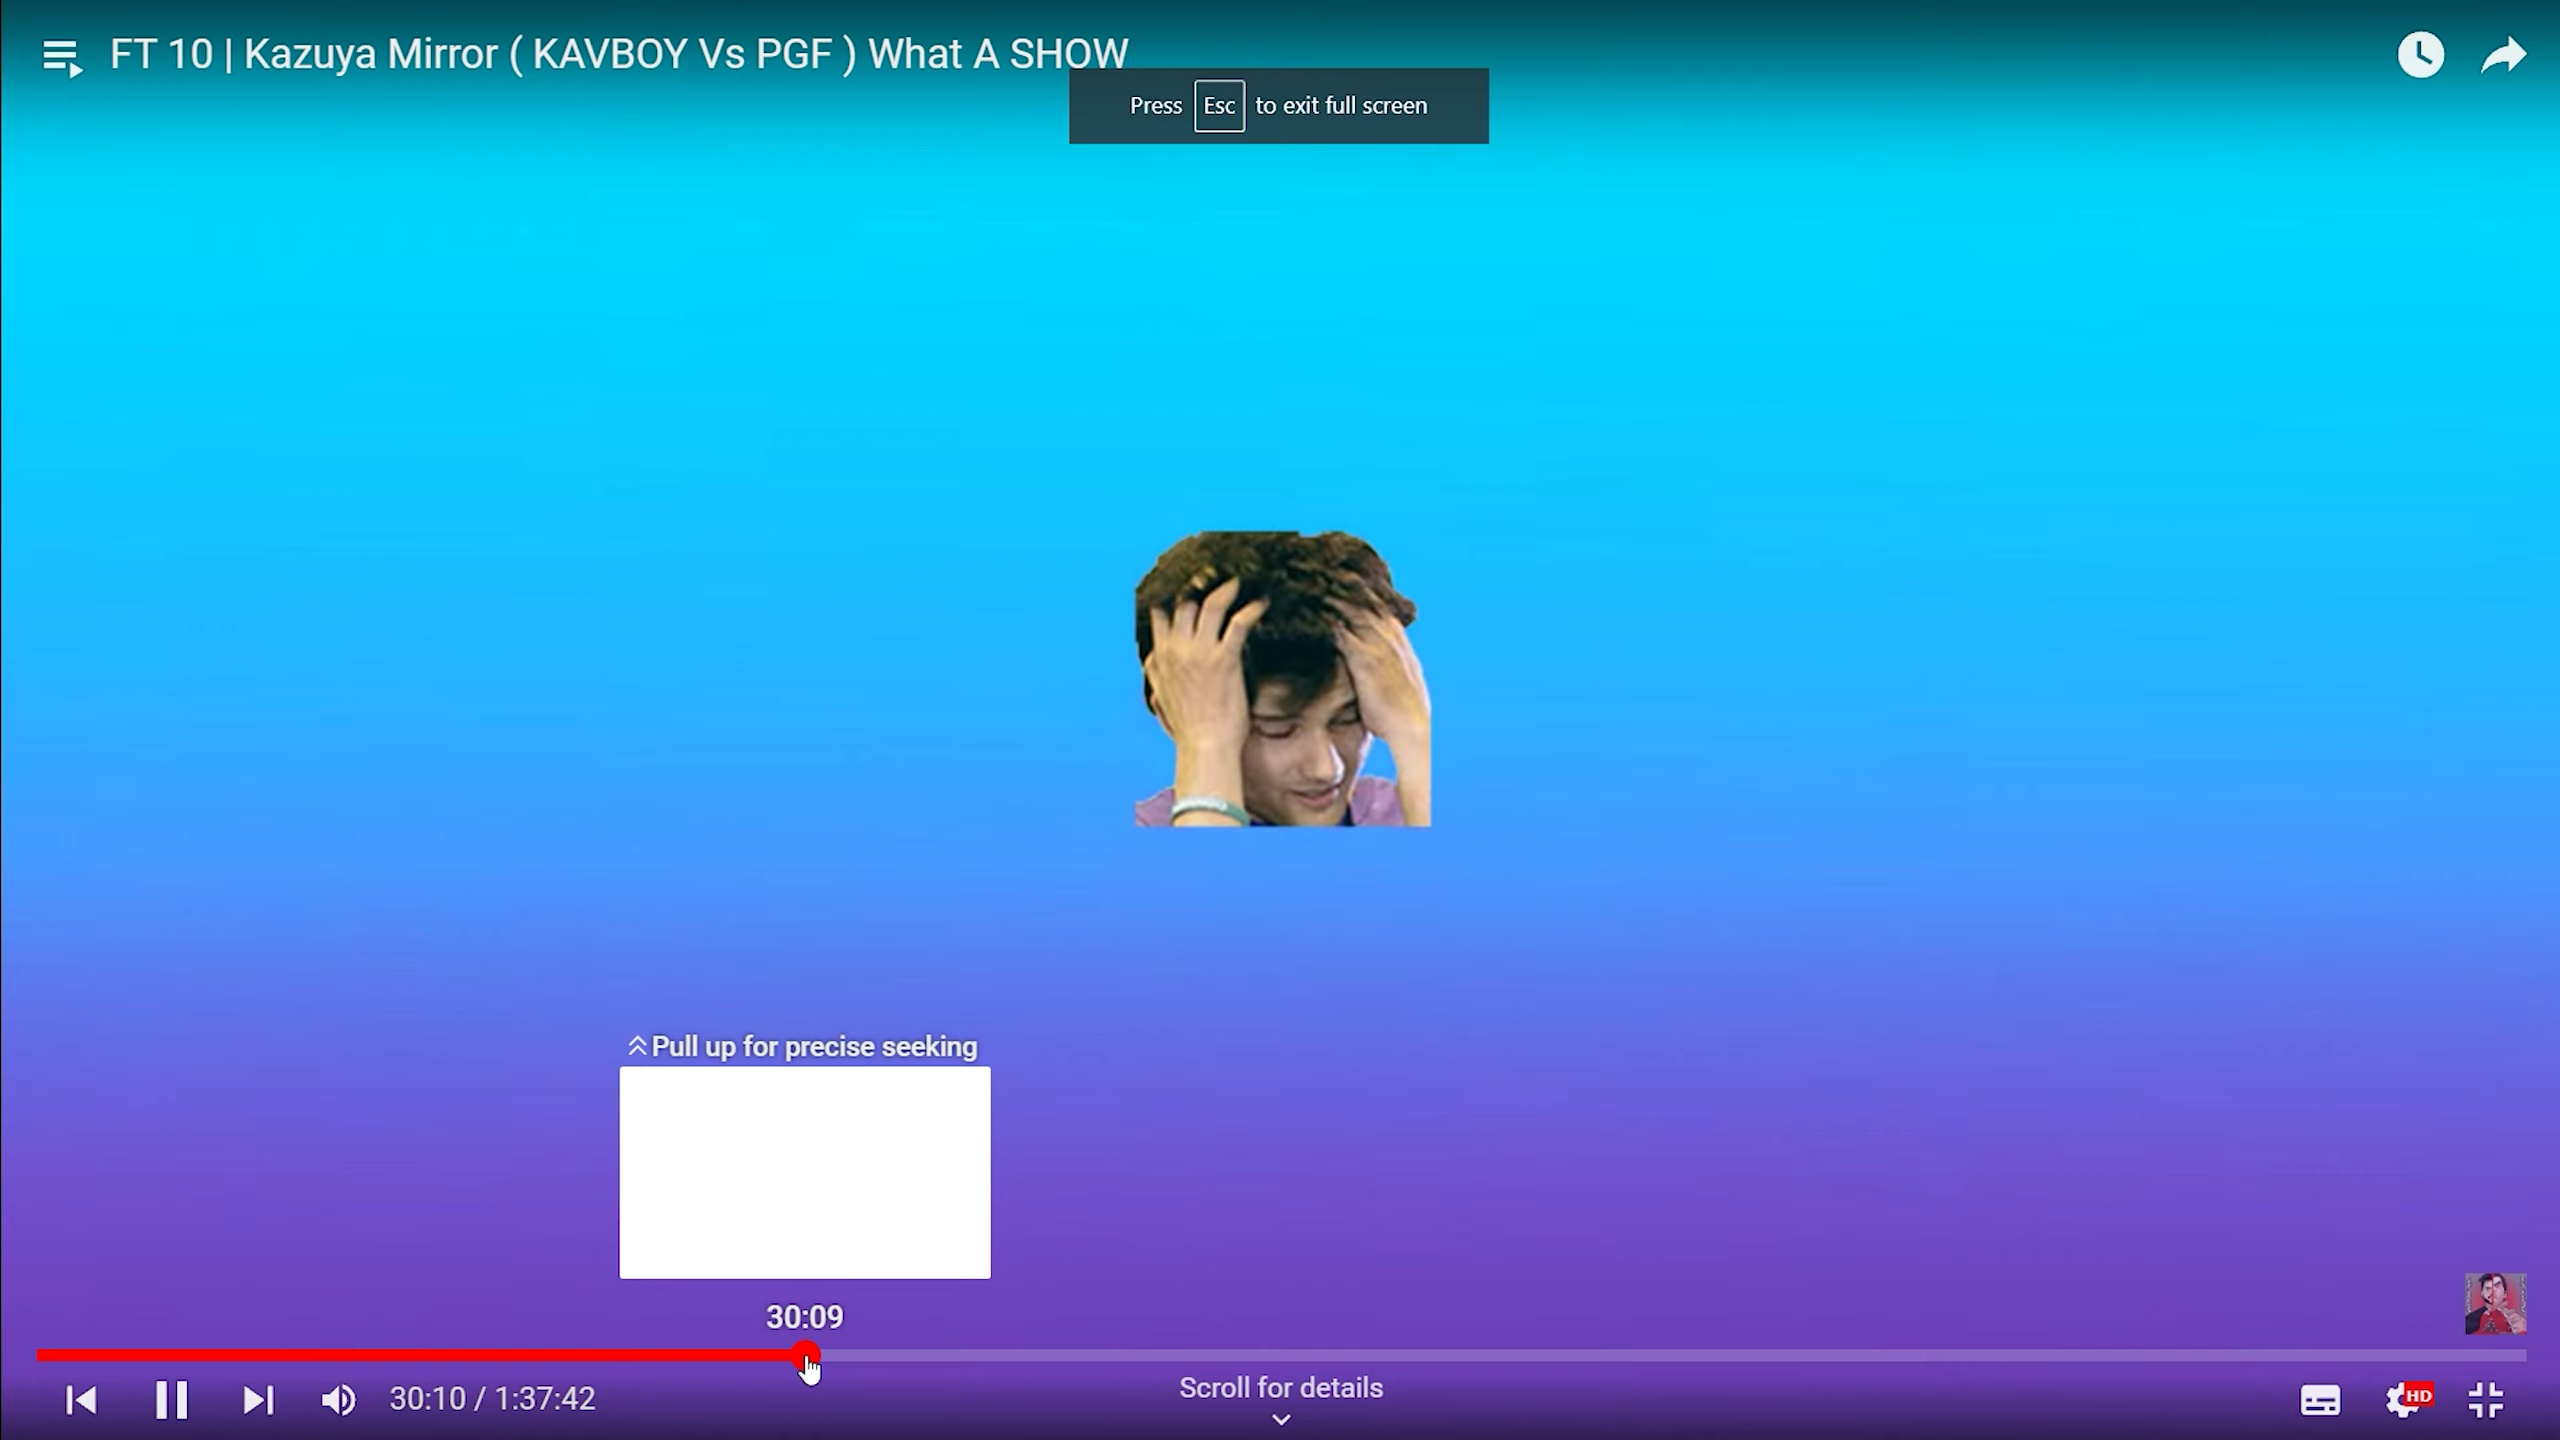 FT 10 | Kazuya Mirror ( KAVBOY Vs PGF ) What A SHOW
Press Esc to exit full screen
Pull up for precise seeking
30:09
30:10 / 1:37:42
Scroll for details
HD